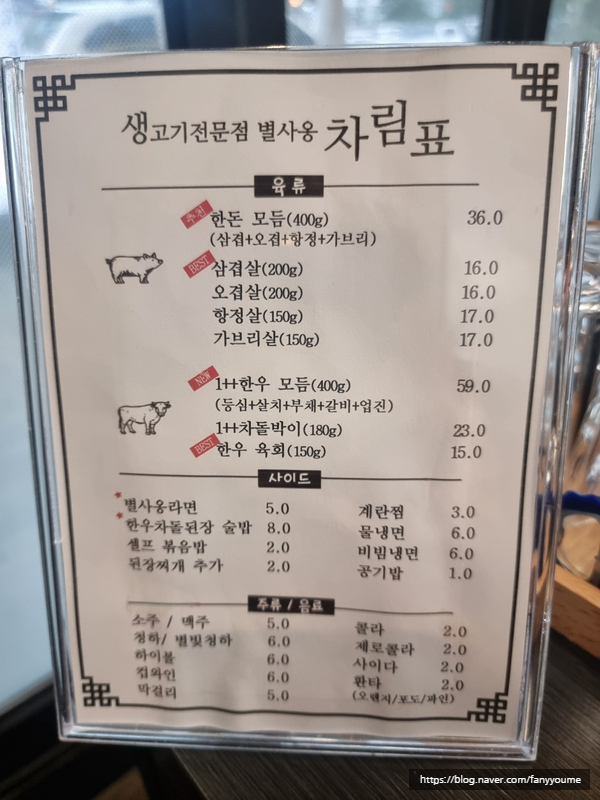 생고기전문점 별사옹 차림표
육류
추천 한돈 모듬(400g) 36.0
(삼겹+오겹+항정+가브리)
BEST 삼겹살(200g) 16.0
오겹살(200g) 16.0
항정살(150g) 17.0
가브리살(150g) 17.0
NEW 1++한우 모듬(400g) 59.0
(등심+살치+부채+갈비+업진)
1++차돌박이(180g) 23.0
BEST 한우 육회(150g) 15.0
사이드
별사옹라면 5.0 계란찜 3.0
한우차돌된장 술밥 8.0 물냉면 6.0
셀프 볶음밥 2.0 비빔냉면 6.0
된장찌개 추가 2.0 공기밥 1.0
주류 / 음료
소주 / 맥주 5.0 콜라 2.0
청하/ 별빛청하 6.0 제로콜라 2.0
하이볼 6.0 사이다 2.0
컵와인 6.0 환타 2.0
막걸리 5.0 (오렌지/포도/파인)
https://blog.naver.com/fanyyoume